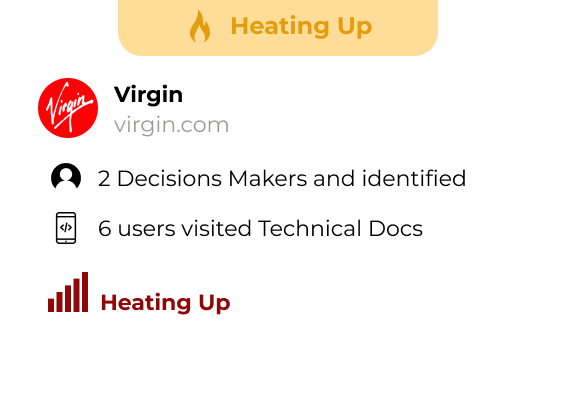 Heating Up
Virgin
Virgin
virgin.com
2 Decisions Makers and identified
</>
6 users visited Technical Docs
Heating Up